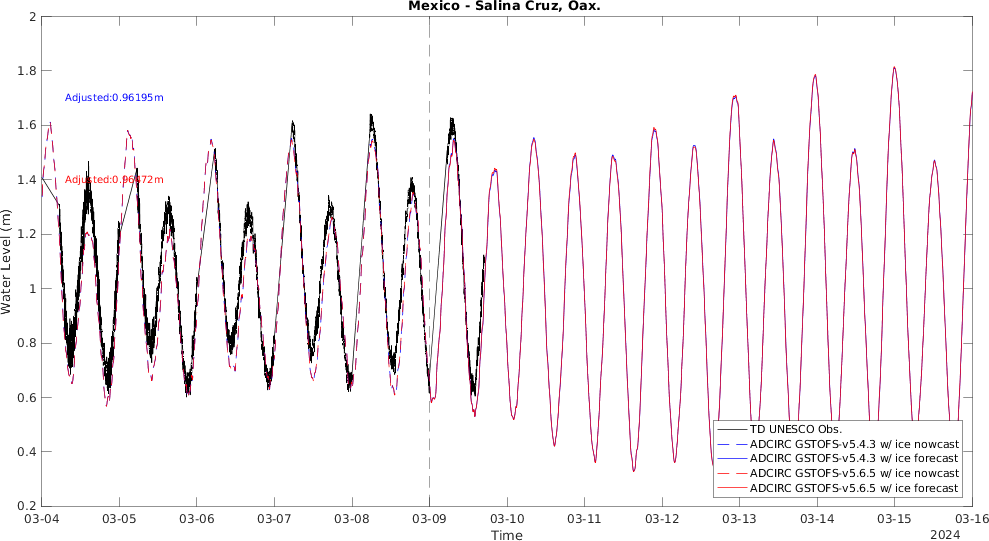 Mexico - Salina Cruz, Oax.
2
1.8
1.6
1.4
1.2
1
0.8
0.6
0.4
0.2
Water Level (m)
Adjusted:0.96195m
Adjusted:0.96472m
TD UNESCO Obs.
ADCIRC GSTOFS-v5.4.3 w/ ice nowcast
ADCIRC GSTOFS-v5.4.3 w/ ice forecast
ADCIRC GSTOFS-v5.6.5 w/ ice nowcast
ADCIRC GSTOFS-v5.6.5 w/ ice forecast
03-04 03-05 03-06 03-07 03-08 03-09 03-10 03-11 03-12 03-13 03-14 03-15 03-16
Time
2024